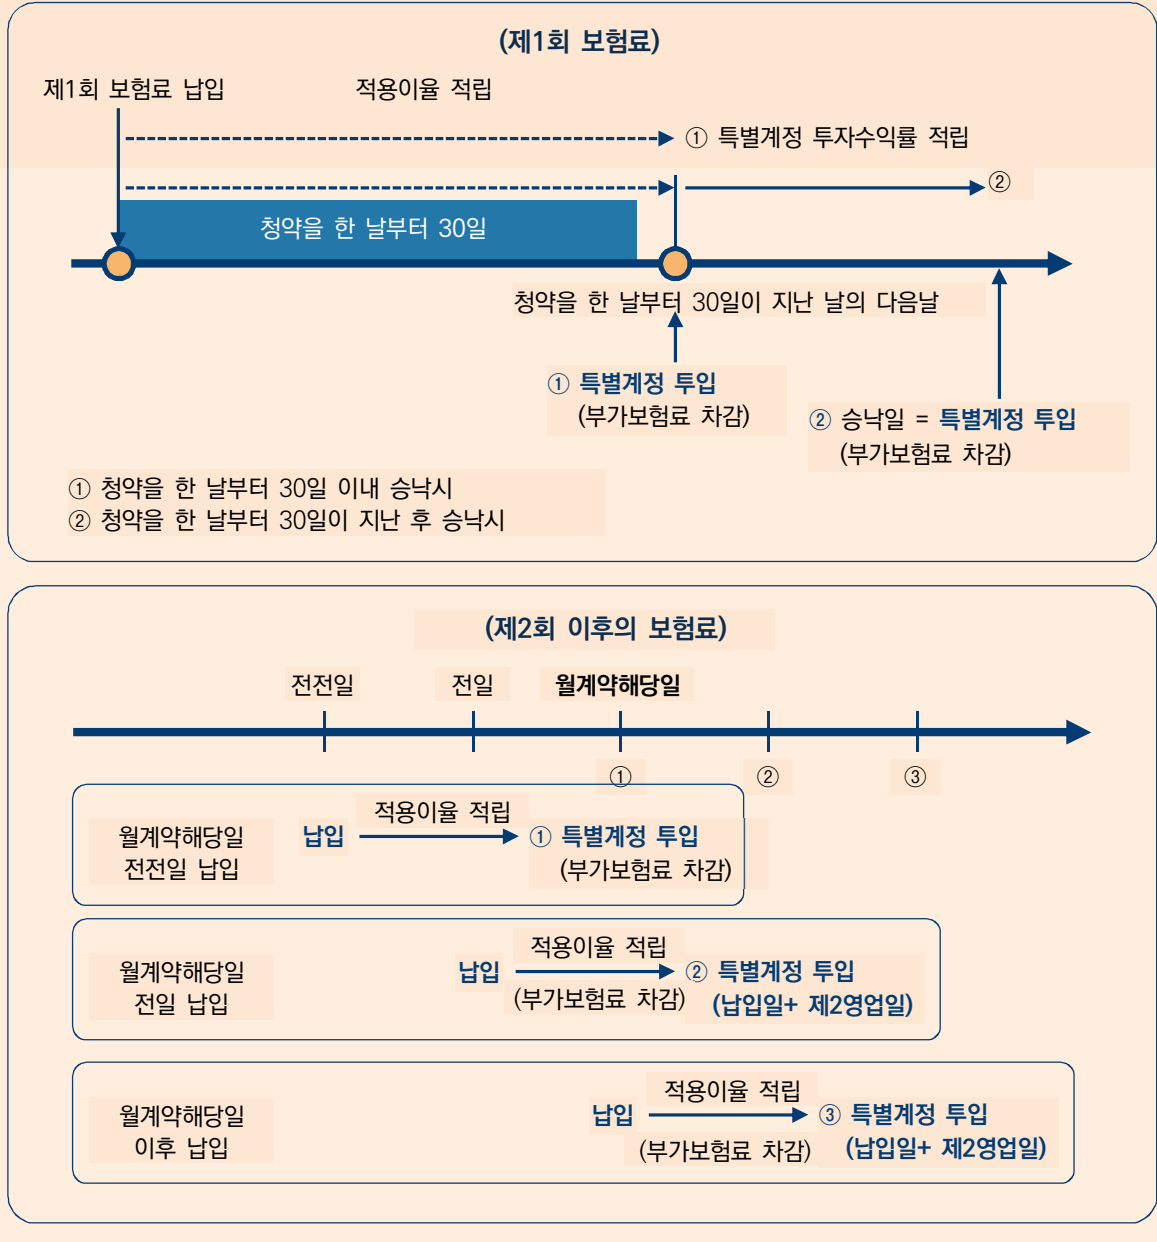 (제1회 보험료)
제1회 보험료 납입
적용이율 적립
① 특별계정 투자수익률 적립
②
청약을 한 날부터 30일
청약을 한 날부터 30일이 지난 날의 다음날
① 특별계정 투입
(부가보험료 차감)
② 승낙일 = 특별계정 투입
(부가보험료 차감)
① 청약을 한 날부터 30일 이내 승낙시
② 청약을 한 날부터 30일이 지난 후 승낙시
(제2회 이후의 보험료)
전전일
전일
월계약해당일
①
②
③
월계약해당일
전전일 납입
납입
적용이율 적립
① 특별계정 투입
(부가보험료 차감)
월계약해당일
전일 납입
납입
적용이율 적립
(부가보험료 차감)
② 특별계정 투입
(납입일+ 제2영업일)
월계약해당일
이후 납입
납입
적용이율 적립
(부가보험료 차감)
③ 특별계정 투입
(납입일+ 제2영업일)